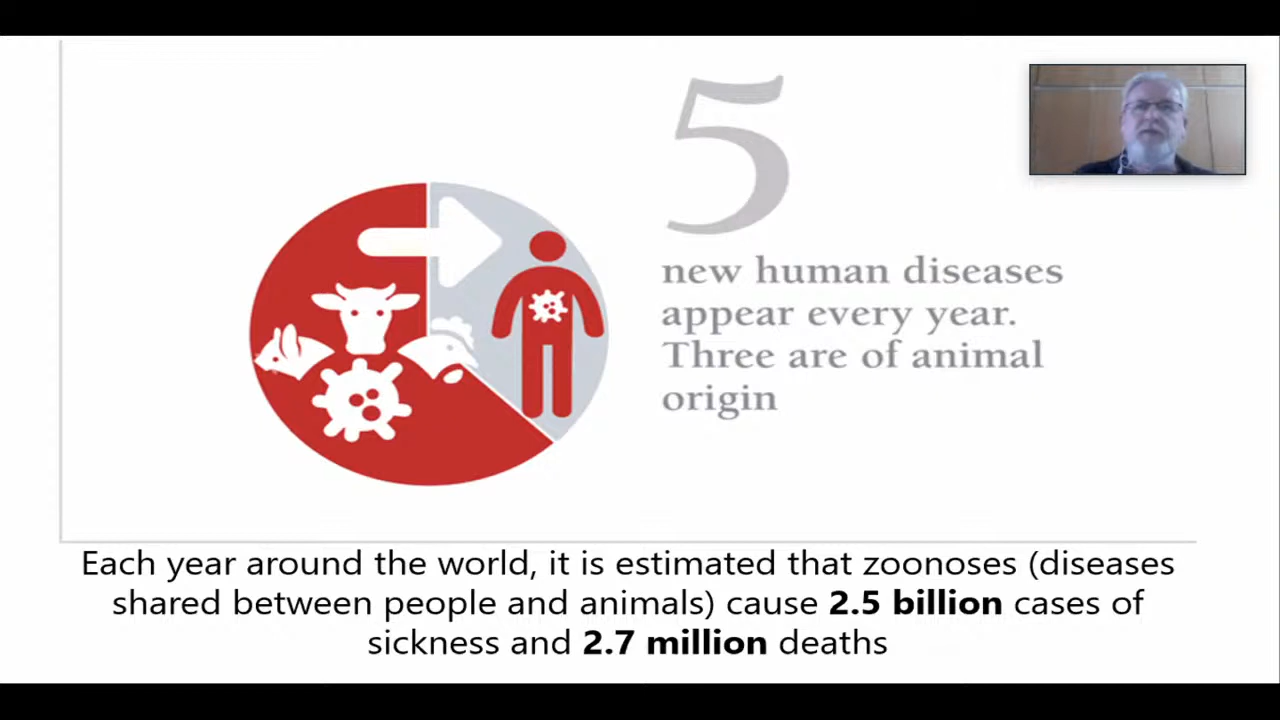 5
new human diseases
appear every year.
Three are of animal
origin
Each year around the world, it is estimated that zoonoses (diseases
shared between people and animals) cause 2.5 billion cases of
sickness and 2.7 million deaths